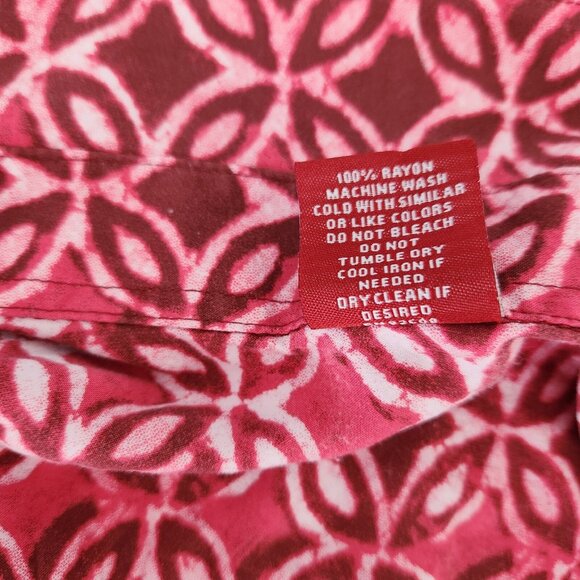 100% RAYON
MACHINE WASH
COLD WITH SIMILAR
OR LIKE COLORS
DO NOT BLEACH
DO NOT
TUMBLE DRY
COOL IRON IF
NEEDED
DRY CLEAN IF
DESIRED